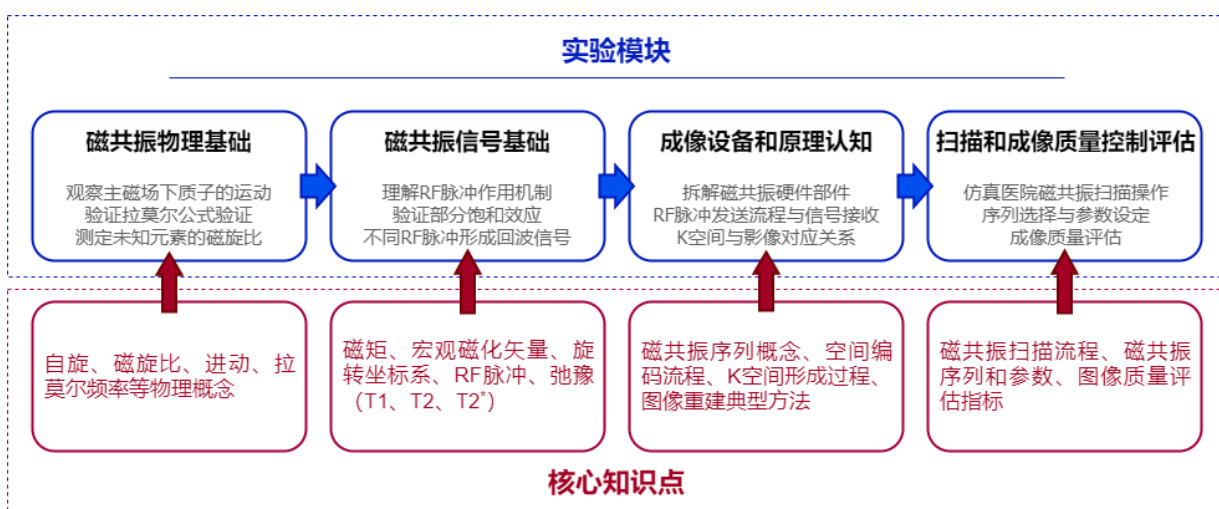 实验模块
磁共振物理基础
观察主磁场下质子的运动
验证拉莫尔公式验证
测定未知元素的磁旋比
磁共振信号基础
理解RF脉冲作用机制
验证部分饱和效应
不同RF脉冲形成回波信号
成像设备和原理认知
拆解磁共振硬件部件
RF脉冲发送流程与信号接收
K空间与影像对应关系
扫描和成像质量控制评估
仿真医院磁共振扫描操作
序列选择与参数设定
成像质量评估
自旋、磁旋比、进动、拉
莫尔频率等物理概念
磁矩、宏观磁化矢量、旋
转坐标系、RF脉冲、弛豫
（T1、T2、T2*）
磁共振序列概念、空间编
码流程、K空间形成过程、
图像重建典型方法
磁共振扫描流程、磁共振
序列和参数、图像质量评
估指标
核心知识点